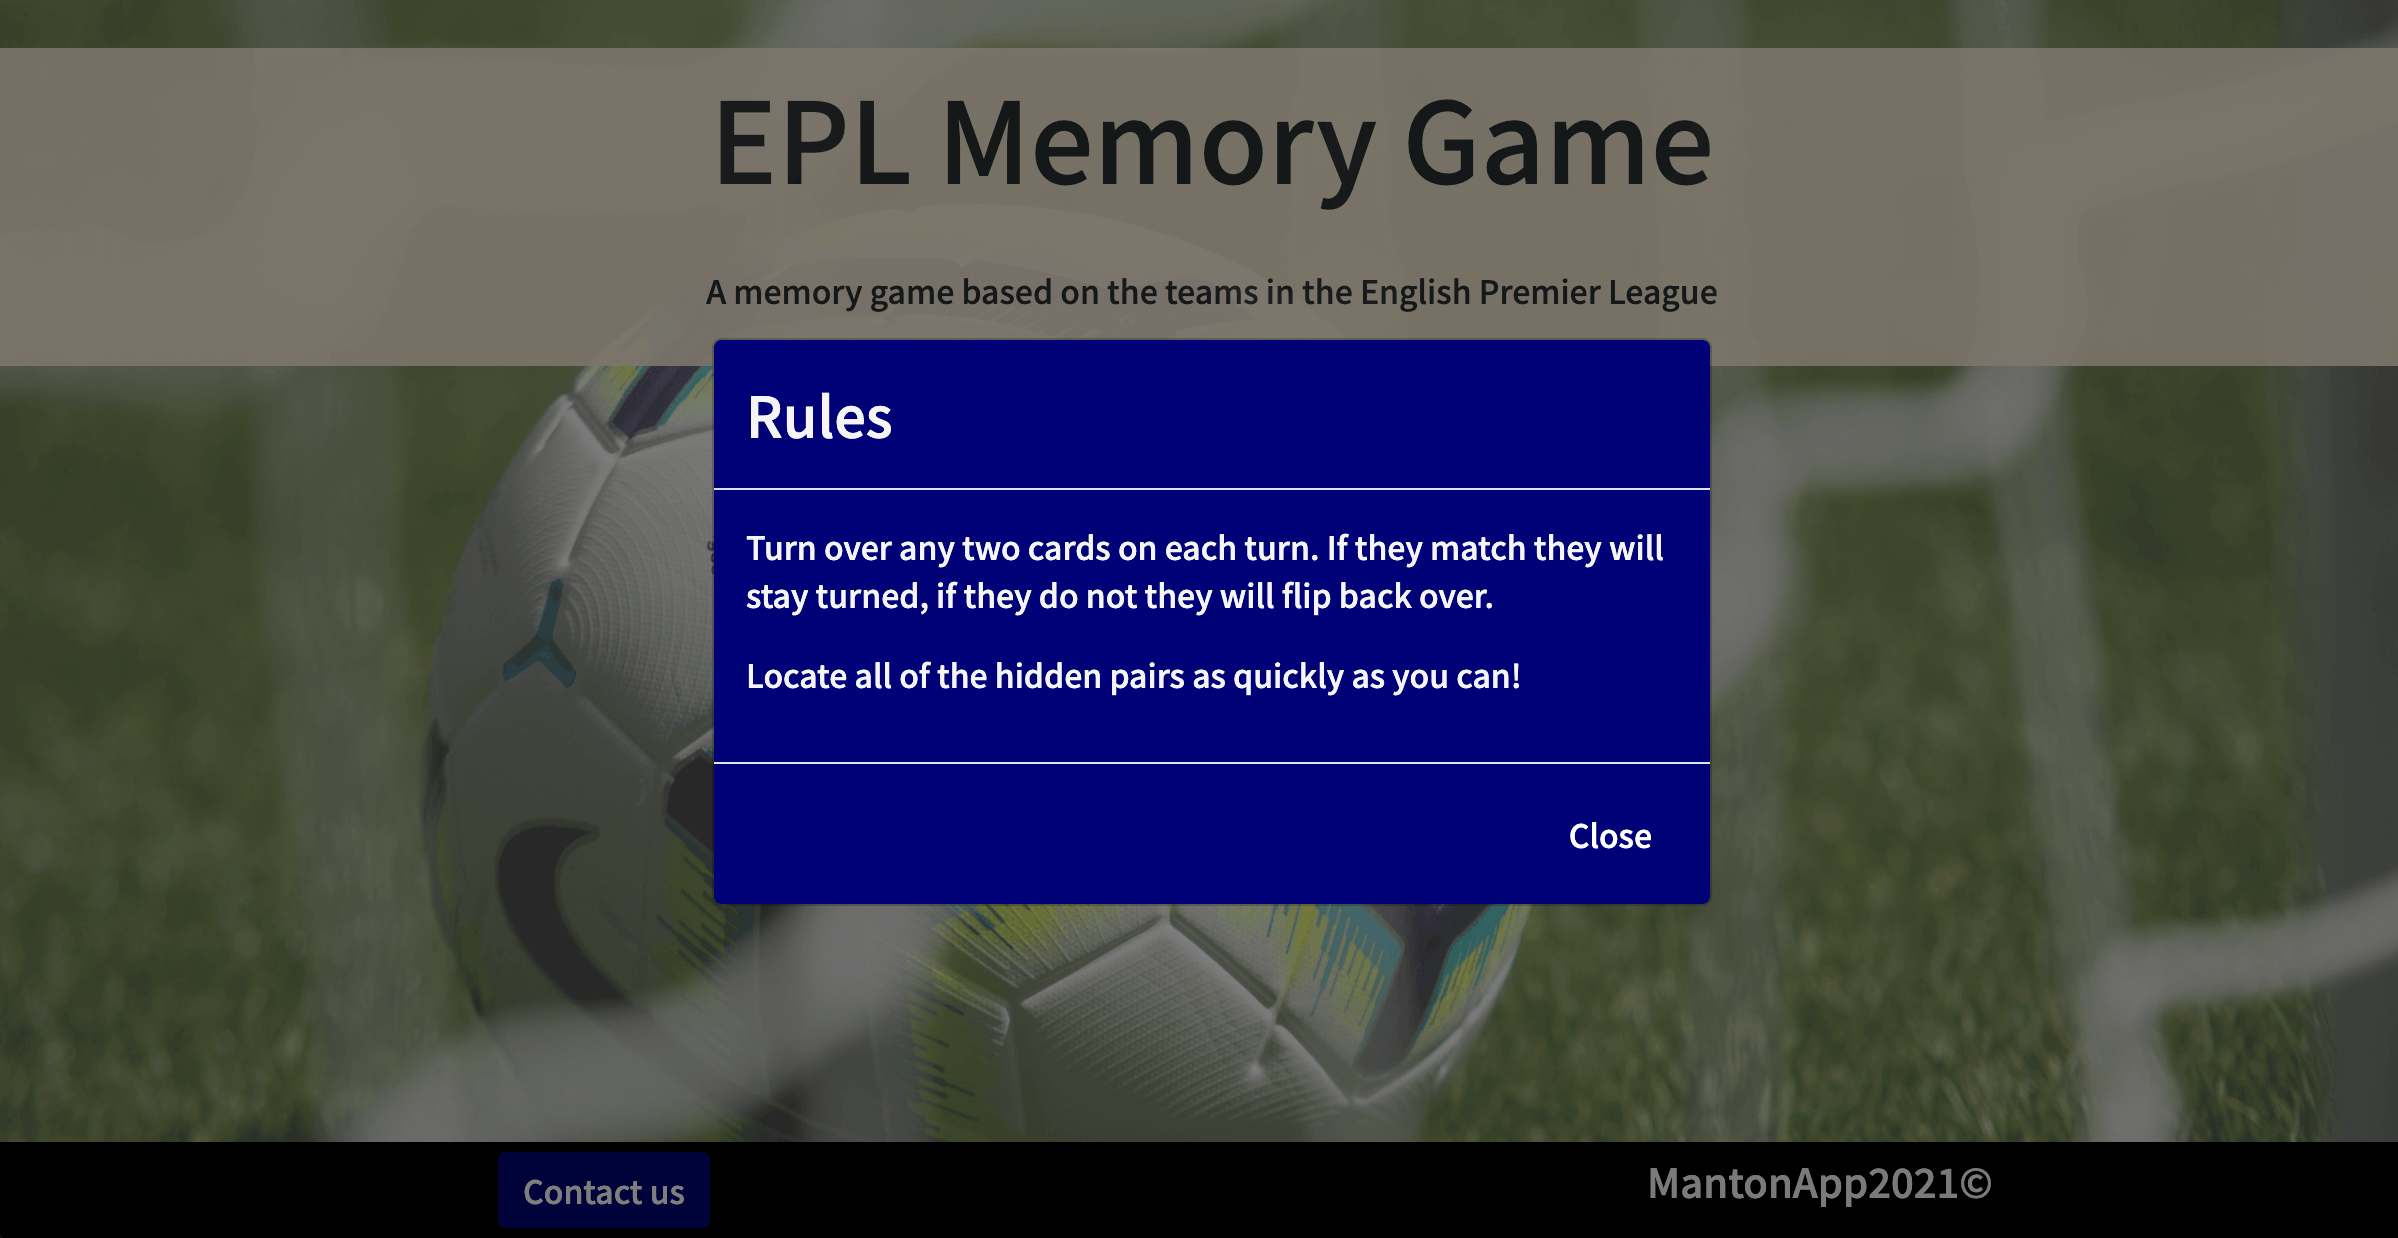 EPL Memory Game
A memory game based on the teams in the English Premier League
Rules
Turn over any two cards on each turn. If they match they will
stay turned, if they do not they will flip back over.
Locate all of the hidden pairs as quickly as you can!
Close
Contact us
MantonApp2021©